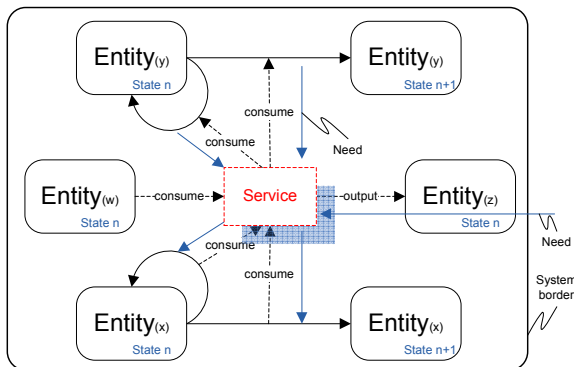 Entity(y)
State n
Entity(y)
State n+1
consume
consume
Need
Entity(w)
State n
consume
Service
output
Entity(z)
State n
Need
consume
consume
System
border
Entity(x)
State n
Entity(x)
State n+1